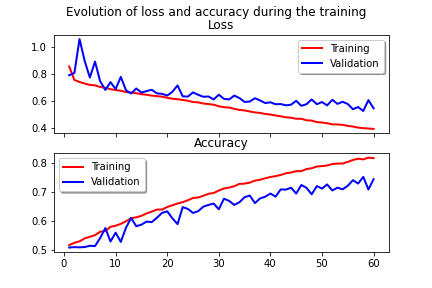 Evolution of loss and accuracy during the training
Loss
1.0
0.8
0.6
0.4
Training
Validation
Accuracy
0.8
0.7
0.6
0.5
Training
Validation
0 10 20 30 40 50 60